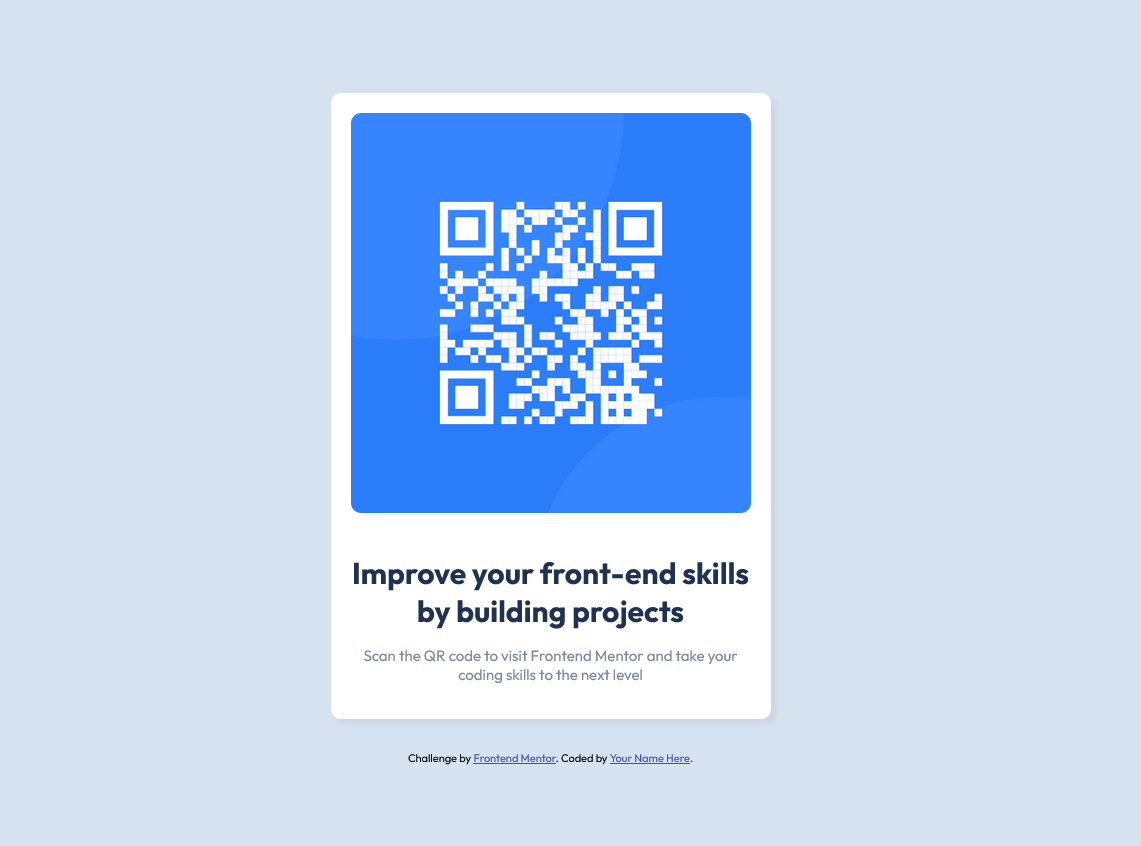 Improve your front-end skills
by building projects
Scan the QR code to visit Frontend Mentor and take your
coding skills to the next level
Challenge by Frontend Mentor. Coded by Your Name Here.